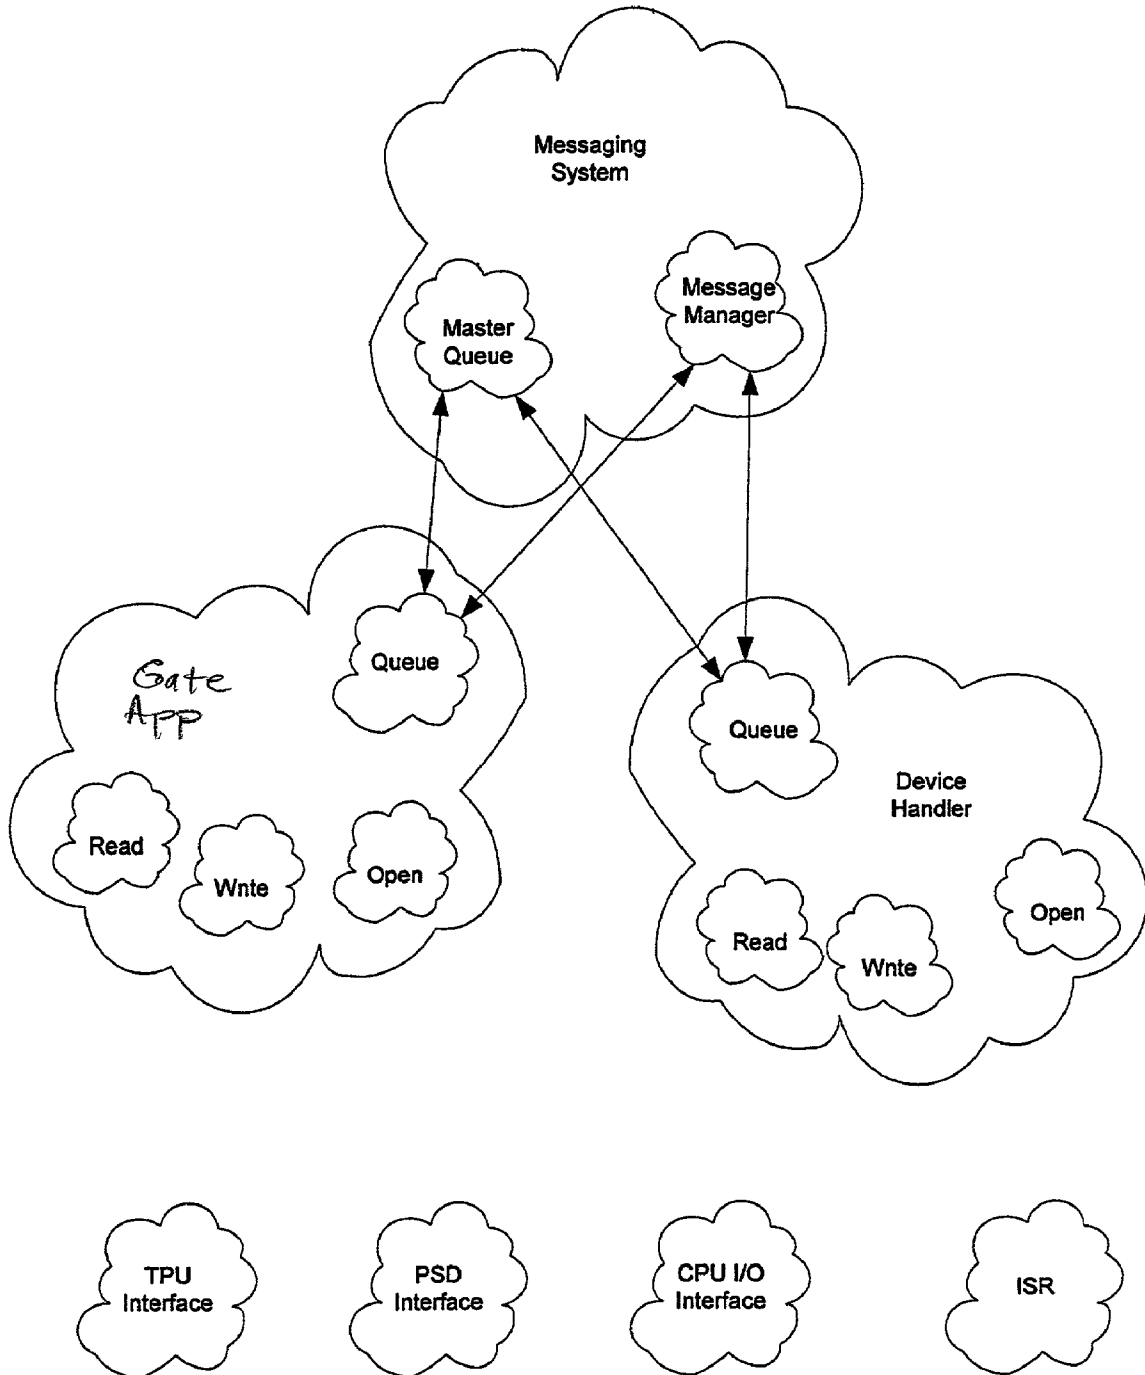 Messaging
System
Master
Queue
Message
Manager
Queue
Gate
App
Read
Wnte
Open
Queue
Device
Handler
Read
Wnte
Open
TPU
Interface
PSD
Interface
CPU I/O
Interface
ISR